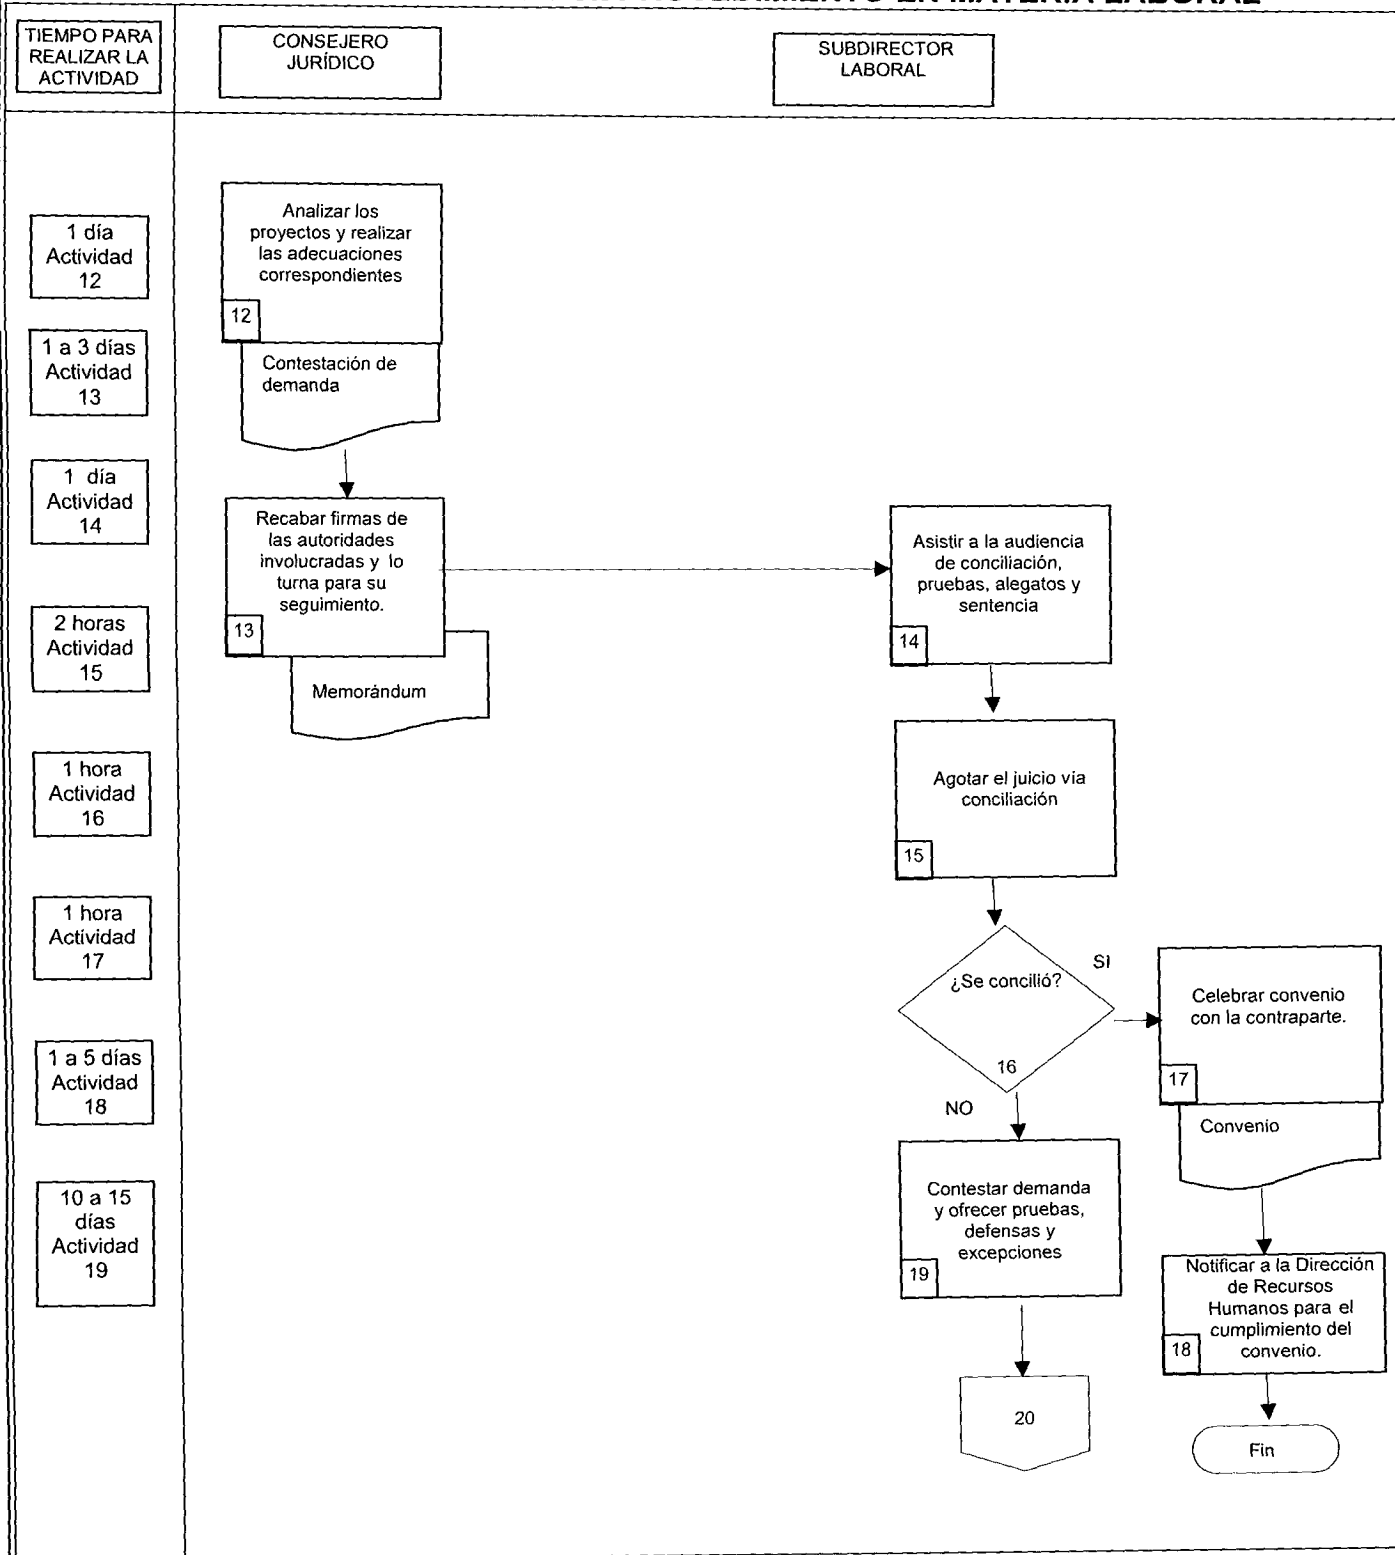 EN MATERIA LABORAL
TIEMPO PARA
REALIZAR LA
ACTIVIDAD
CONSEJERO
JURÍDICO
SUBDIRECTOR
LABORAL
1 día
Actividad
12
1 a 3 días
Actividad
13
1 día
Actividad
14
2 horas
Actividad
15
1 hora
Actividad
16
1 hora
Actividad
17
1 a 5 días
Actividad
18
10 a 15
días
Actividad
19
Analizar los
proyectos y realizar
las adecuaciones
correspondientes
12
Contestación de
demanda
Recabar firmas de
las autoridades
involucradas y lo
turna para su
seguimiento.
13
Memorándum
Asistir a la audiencia
de conciliación,
pruebas, alegatos y
sentencia
14
Agotar el juicio vía
conciliación
15
¿Se concilió?
16
SI
NO
Celebrar convenio
con la contraparte.
17
Convenio
Contestar demanda
y ofrecer pruebas,
defensas y
excepciones
19
Notificar a la Dirección
de Recursos
Humanos para el
cumplimiento del
convenio.
18
20
Fin